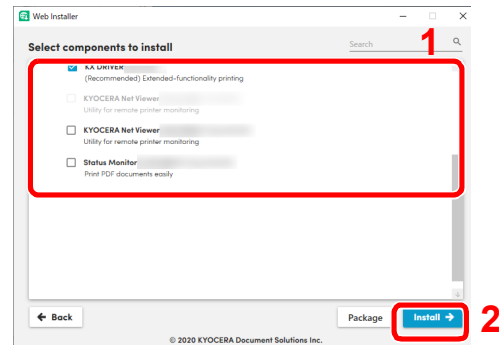 Web Installer
1
Select components to install
Search
KX DRIVER
(Recommended) Extended-functionality printing
KYOCERA Net Viewer
Utility for remote printer monitoring
KYOCERA Net Viewer
Utility for remote printer monitoring
Status Monitor
Print PDF documents easily
← Back
Package
Install →
2
© 2020 KYOCERA Document Solutions Inc.